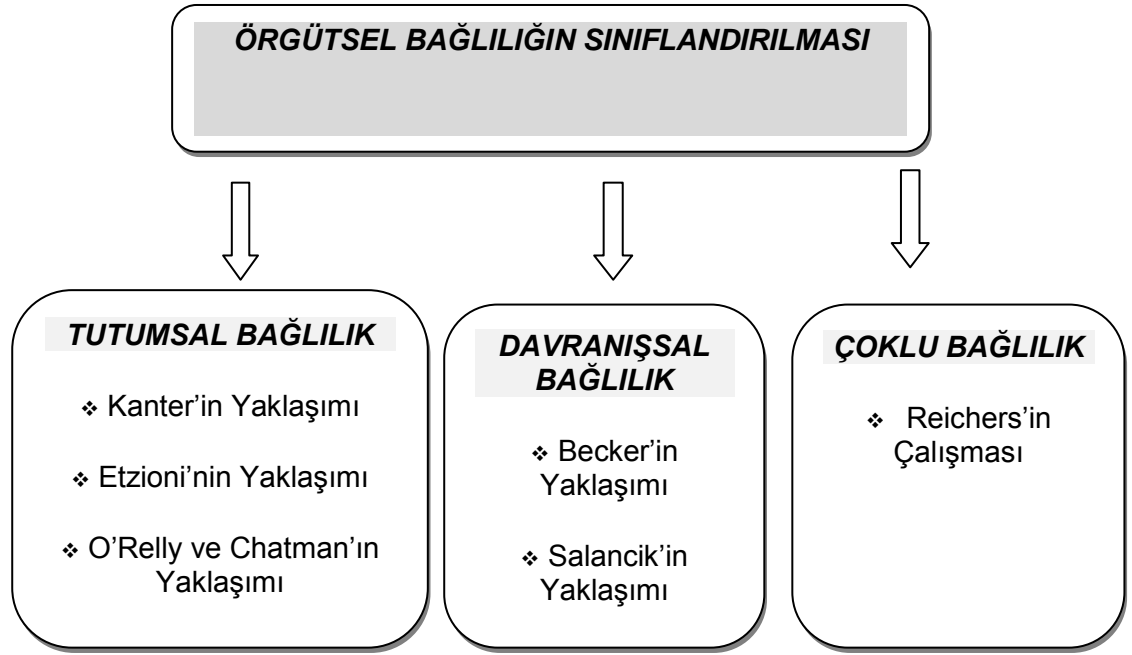 ÖRGÜTSEL BAĞLILIĞIN SINIFLANDIRILMASI
TUTUMSAL BAĞLILIK
❖ Kanter’in Yaklaşımı
❖ Etzioni’nin Yaklaşımı
❖ O’Relly ve Chatman’ın
Yaklaşımı
DAVRANIŞSAL
BAĞLILIK
❖ Becker’in
Yaklaşımı
❖ Salancik’in
Yaklaşımı
ÇOKLU BAĞLILIK
❖ Reichers’in
Çalışması